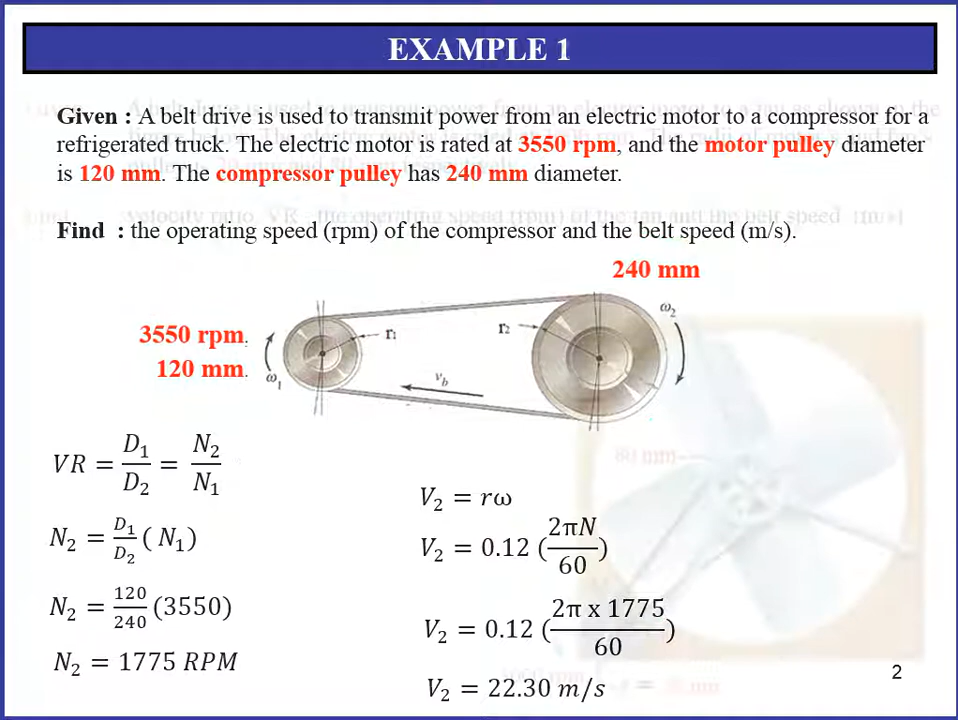 EXAMPLE 1
Given : A belt drive is used to transmit power from an electric motor to a compressor for a
refrigerated truck. The electric motor is rated at 3550 rpm, and the motor pulley diameter
is 120 mm. The compressor pulley has 240 mm diameter.
Find : the operating speed (rpm) of the compressor and the belt speed (m/s).
240 mm
3550 rpm.
120 mm.
ω1
r1
r2
ω2
vb
80 mm
VR = D1/D2 = N2/N1
N2 = D1/D2 ( N1)
N2 = 120/240 (3550)
N2 = 1775 RPM
V2 = rω
V2 = 0.12 (2πN/60)
V2 = 0.12 (2π x 1775/60)
V2 = 22.30 m/s
2